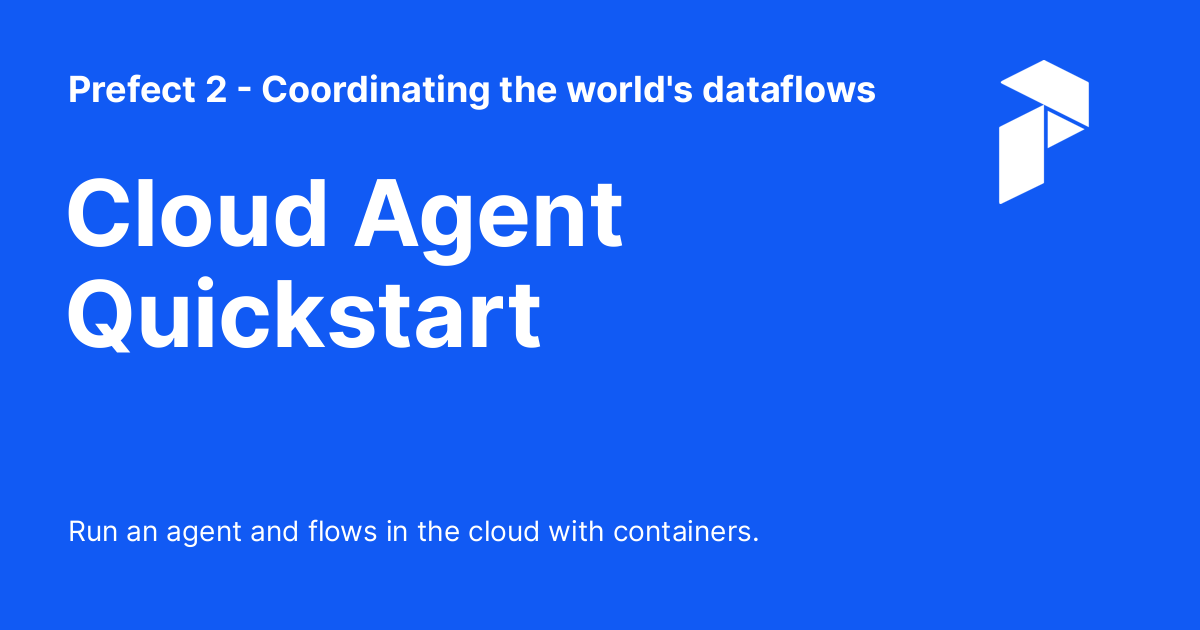 Prefect 2 - Coordinating the world's dataflows
Cloud Agent
Quickstart
Run an agent and flows in the cloud with containers.